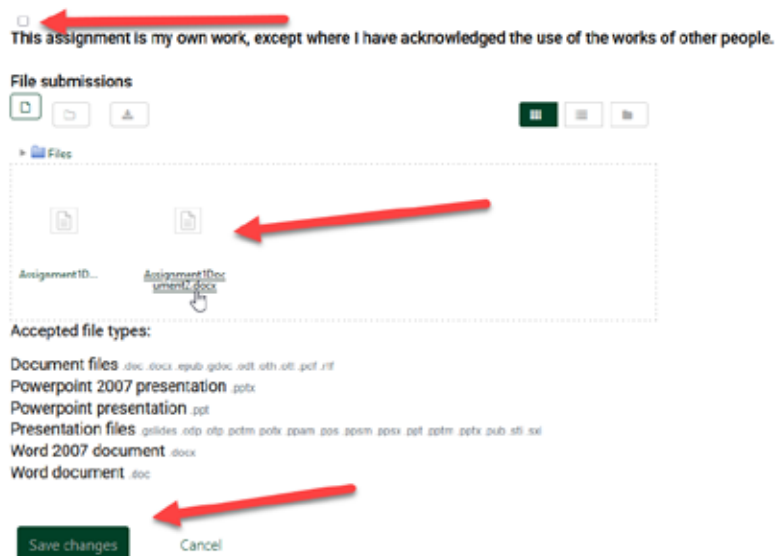 This assignment is my own work, except where I have acknowledged the use of the works of other people.
File submissions
Files
Assignment1D...
Assignment1Doc
ument2.docx
Accepted file types:
Document files .doc .docx .epub .gdoc .odt .oth .ott .pdf .rtf
Powerpoint 2007 presentation .pptx
Powerpoint presentation .ppt
Presentation files .gslides .odp .otp .pctm .potx .ppam .pps .ppsm .ppsx .ppt .pptm .pptx .pub .sti .sxi
Word 2007 document .docx
Word document .doc
Save changes Cancel